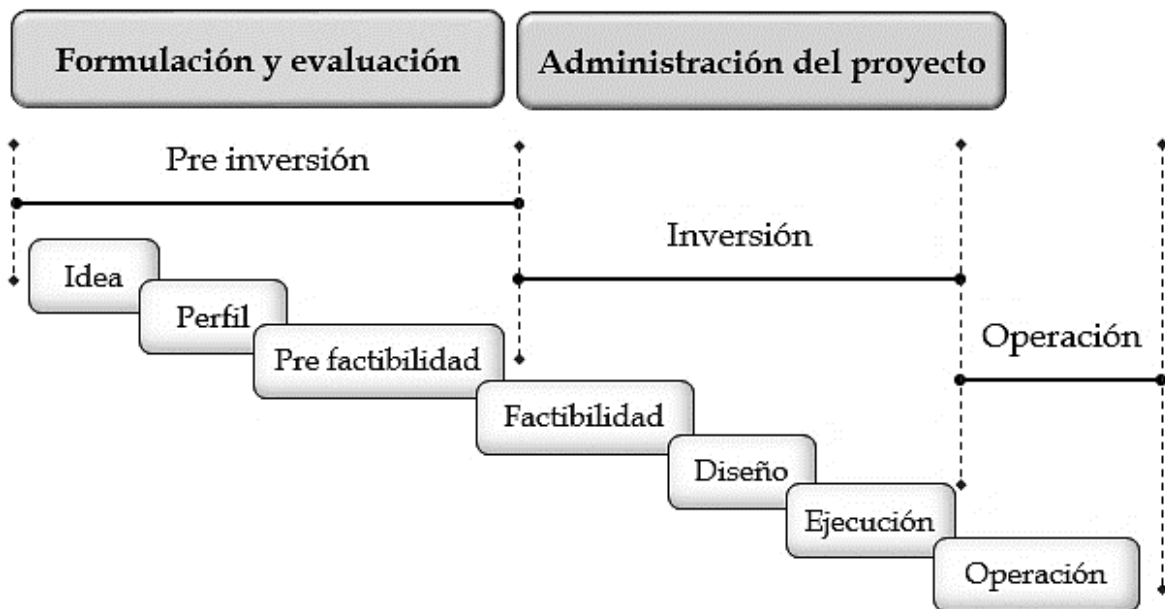 Formulación y evaluación
Administración del proyecto
Pre inversión
Inversión
Operación
Idea
Perfil
Pre factibilidad
Factibilidad
Diseño
Ejecución
Operación